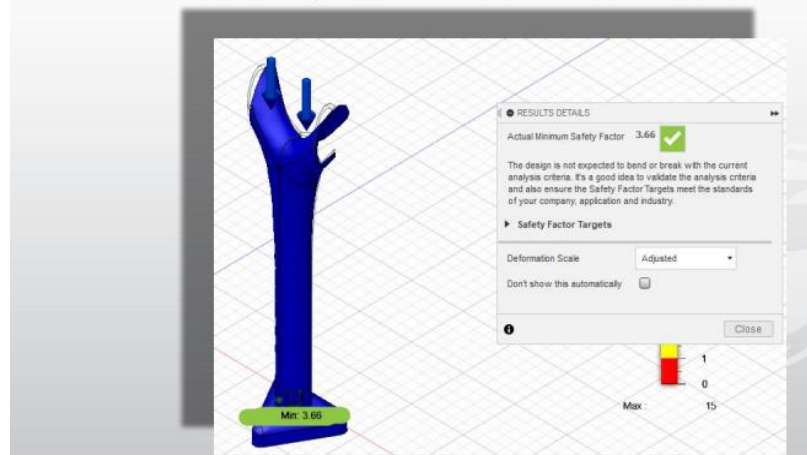 RESULTS DETAILS
Actual Minimum Safety Factor 3.66
The design is not expected to bend or break with the current
analysis criteria. It's a good idea to validate the analysis criteria
and also ensure the Safety Factor Targets meet the standards
of your company, application and industry.
Safety Factor Targets
Deformation Scale Adjusted
Don't show this automatically
Close
1
0
Max : 15
Min: 3.66